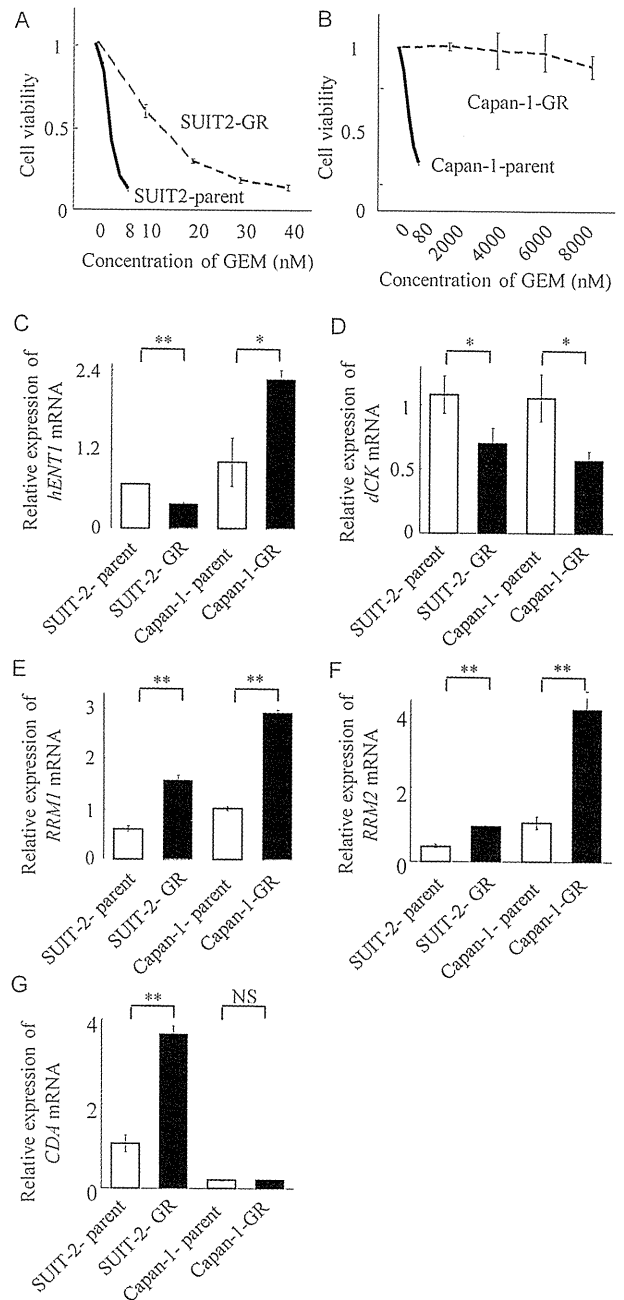 A
Cell viability
1
0.5
0
SUIT2-GR
SUIT2-parent
0 8 10 20 30 40
Concentration of GEM (nM)
B
Cell viability
1
0.5
0
Capan-1-GR
Capan-1-parent
0 80 2000 4000 6000 8000
Concentration of GEM (nM)
C
Relative expression of
hENT1 mRNA
2.4
1.2
0
** *
SUIT-2- parent
SUIT-2- GR
Capan-1- parent
Capan-1-GR
D
Relative expression of
dCK mRNA
1
0.5
0
* *
SUIT-2- parent
SUIT-2- GR
Capan-1- parent
Capan-1-GR
E
Relative expression of
RRM1 mRNA
3
2
1
0
** **
SUIT-2- parent
SUIT-2- GR
Capan-1- parent
Capan-1-GR
F
Relative expression of
RRM2 mRNA
4
2
0
** **
SUIT-2- parent
SUIT-2- GR
Capan-1- parent
Capan-1-GR
G
Relative expression of
CDA mRNA
4
2
0
** NS
SUIT-2- parent
SUIT-2- GR
Capan-1- parent
Capan-1-GR